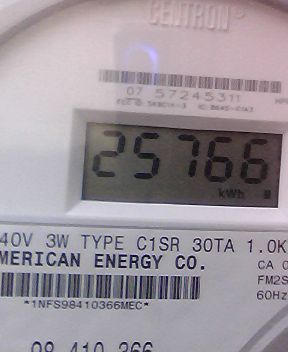 CENTRON®
07 57245311
25766
kWh
40V 3W TYPE C1SR 30TA 1.0K
MERICAN ENERGY CO.
CA 0
FM2S
*1NFS98410366MEC*
60Hz
98 410 366